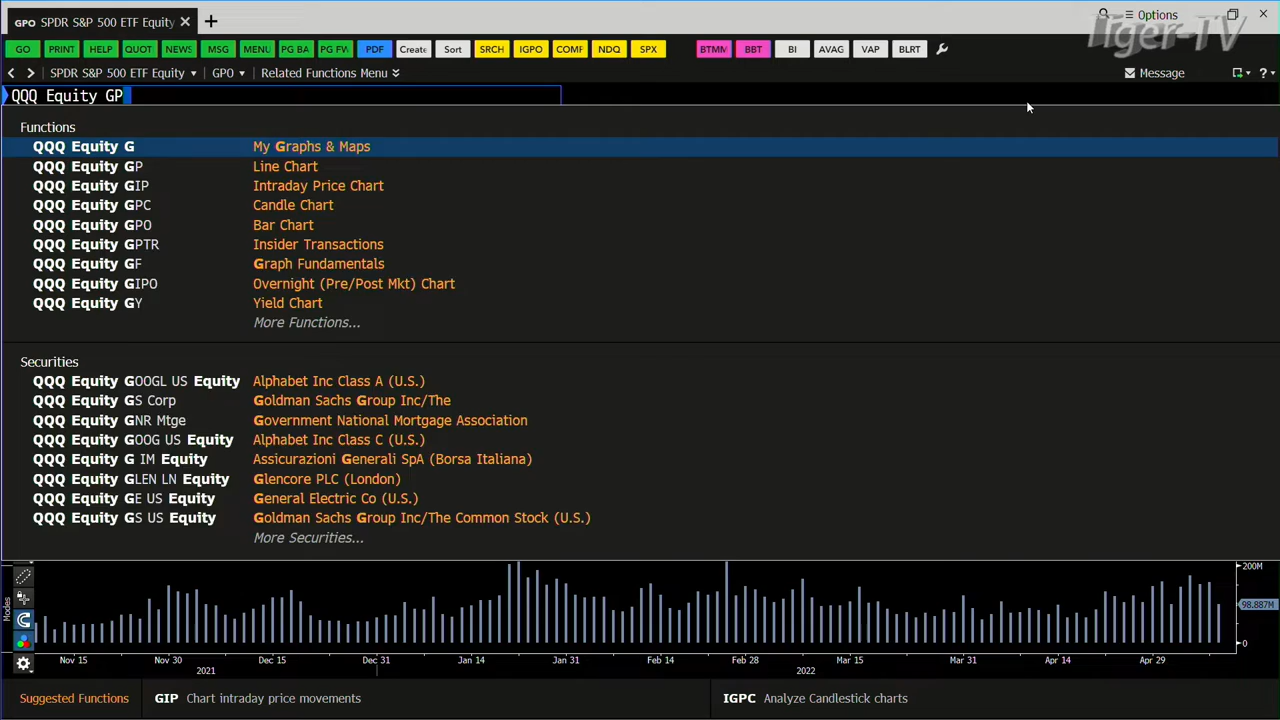 GPO SPDR S&P 500 ETF Equity
Options
Tiger-TV
GO PRINT HELP QUOT NEWS MSG MENU PG BA PG FW PDF Create Sort SRCH IGPO COMF NDQ SPX BTMM BBT BI AVAG VAP BLRT
SPDR S&P 500 ETF Equity GPO Related Functions Menu Message ?
QQQ Equity GP
Functions
QQQ Equity G My Graphs & Maps
QQQ Equity GP Line Chart
QQQ Equity GIP Intraday Price Chart
QQQ Equity GPC Candle Chart
QQQ Equity GPO Bar Chart
QQQ Equity GPTR Insider Transactions
QQQ Equity GF Graph Fundamentals
QQQ Equity GIPO Overnight (Pre/Post Mkt) Chart
QQQ Equity GY Yield Chart
More Functions...
Securities
QQQ Equity GOOGL US Equity Alphabet Inc Class A (U.S.)
QQQ Equity GS Corp Goldman Sachs Group Inc/The
QQQ Equity GNR Mtge Government National Mortgage Association
QQQ Equity GOOG US Equity Alphabet Inc Class C (U.S.)
QQQ Equity G IM Equity Assicurazioni Generali SpA (Borsa Italiana)
QQQ Equity GLEN LN Equity Glencore PLC (London)
QQQ Equity GE US Equity General Electric Co (U.S.)
QQQ Equity GS US Equity Goldman Sachs Group Inc/The Common Stock (U.S.)
More Securities...
200M
Modes
98.887M
0
Nov 15 Nov 30 Dec 15 Dec 31 Jan 14 Jan 31 Feb 14 Feb 28 Mar 15 Mar 31 Apr 14 Apr 29
2021 2022
Suggested Functions GIP Chart intraday price movements IGPC Analyze Candlestick charts